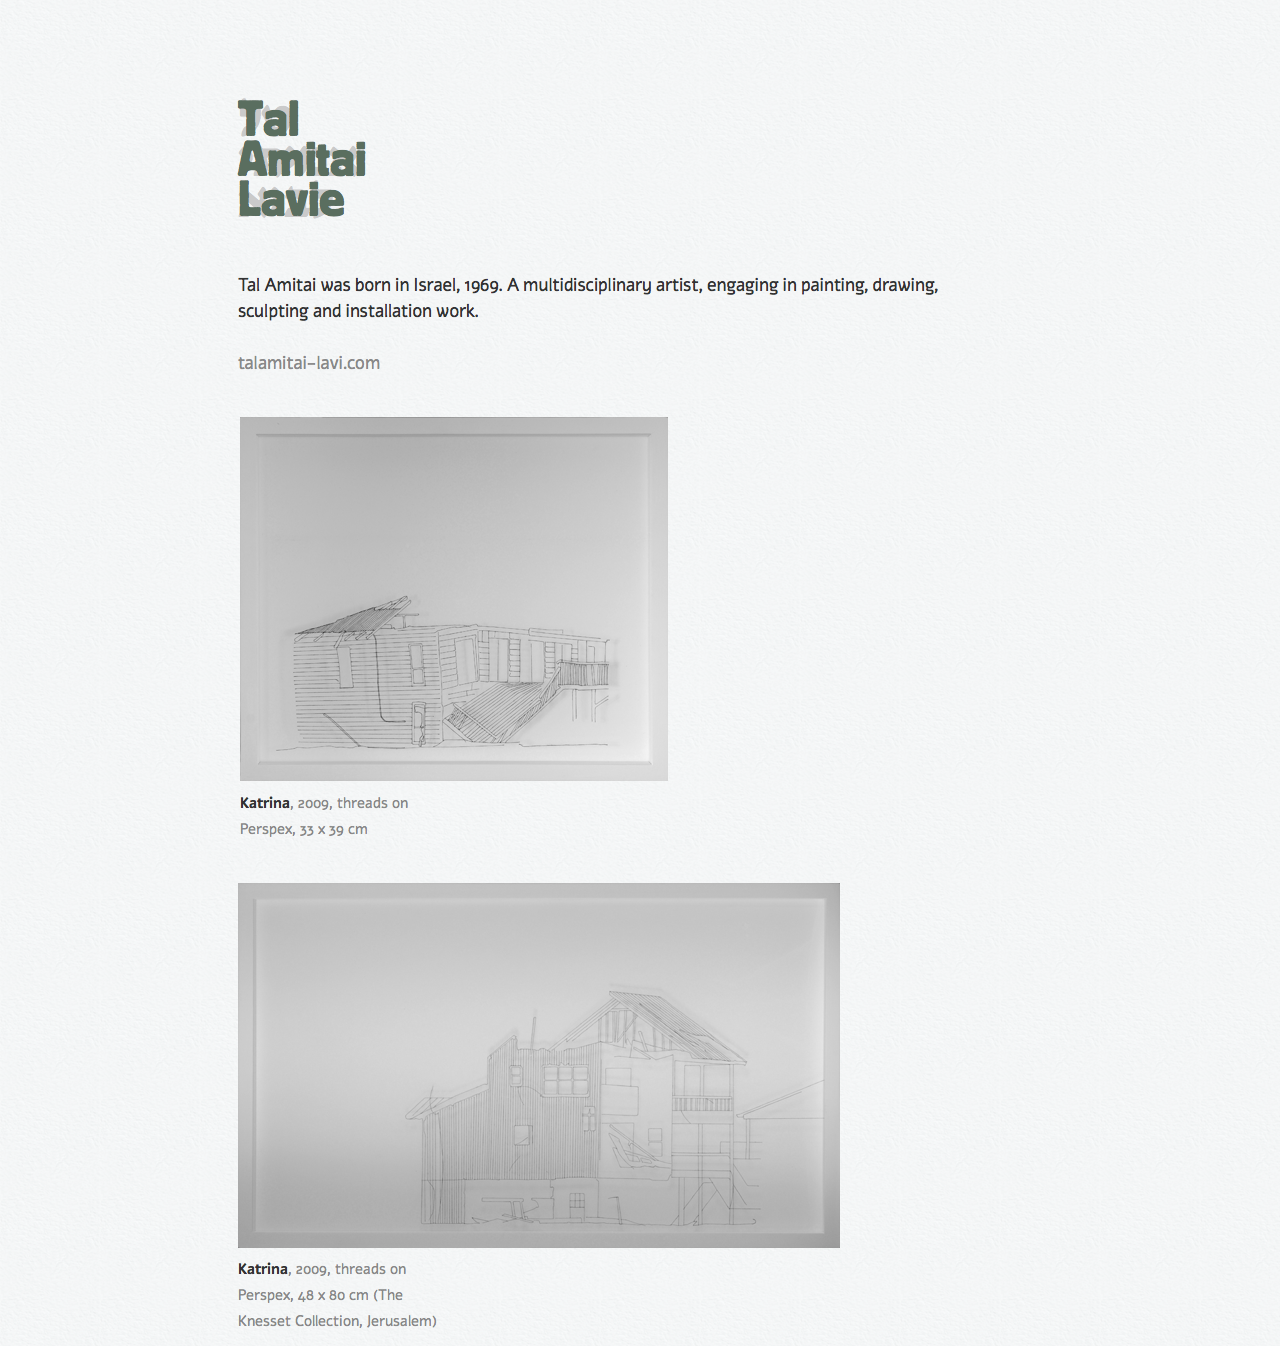 Tal
Amitai
Lavie
Tal Amitai was born in Israel, 1969. A multidisciplinary artist, engaging in painting, drawing,
sculpting and installation work.
talamitai-lavi.com
Katrina, 2009, threads on
Perspex, 33 x 39 cm
Katrina, 2009, threads on
Perspex, 48 x 80 cm (The
Knesset Collection, Jerusalem)